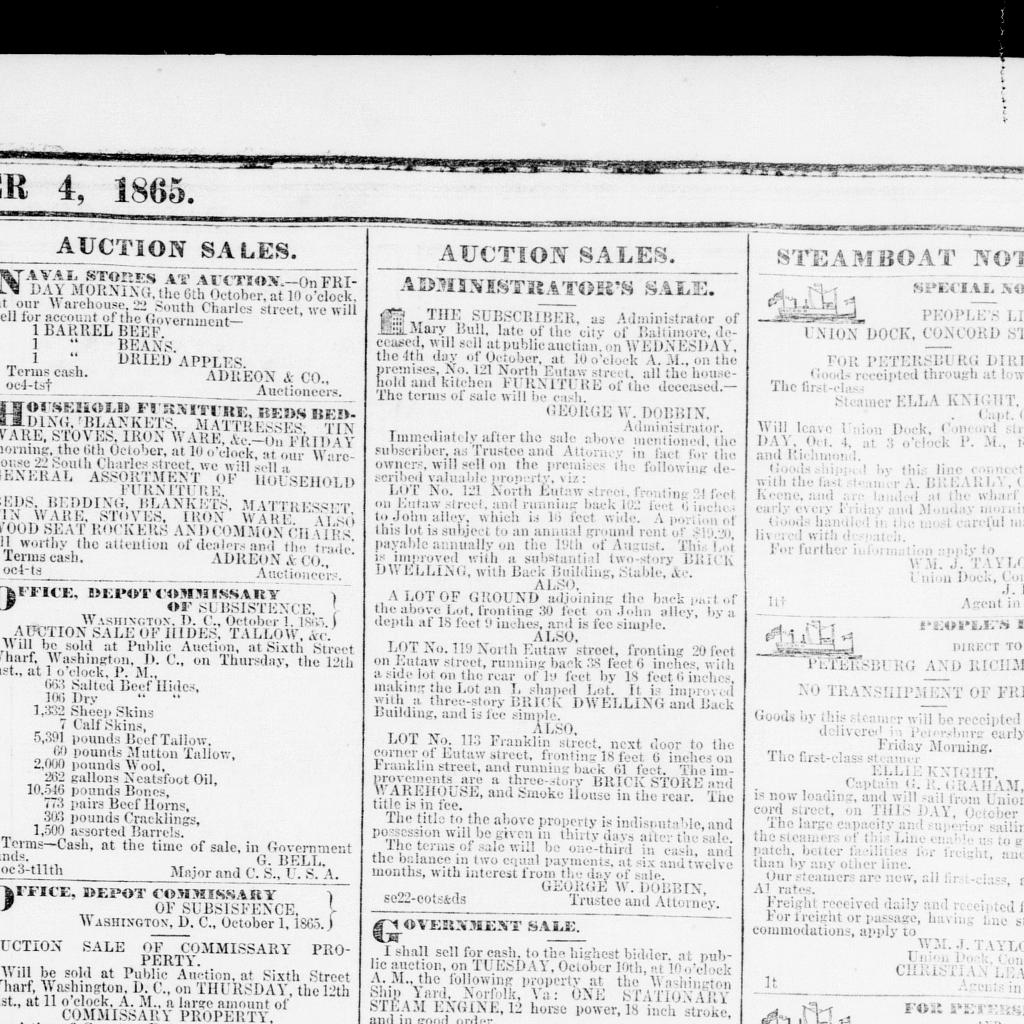 ER 4, 1865.
AUCTION SALES.
NAVAL STORES AT AUCTION.—On FRI-
DAY MORNING, the 6th October, at 10 o'clock,
at our Warehouse, 22 South Charles street, we will
sell for account of the Government—
1 BARREL BEEF.
1 “ BEANS.
1 “ DRIED APPLES.
Terms cash. ADREON & CO.,
oc4-ts† Auctioneers.
HOUSEHOLD FURNITURE, BEDS BED-
DING, BLANKETS, MATTRESSES, TIN
WARE, STOVES, IRON WARE, &c.—On FRIDAY
morning, the 6th October, at 10 o'clock, at our Ware-
house 22 South Charles street, we will sell a
GENERAL ASSORTMENT OF HOUSEHOLD
FURNITURE.
BEDS, BEDDING, BLANKETS, MATTRESSET,
TIN WARE, STOVES, IRON WARE. ALSO
WOOD SEAT ROCKERS AND COMMON CHAIRS.
All worthy the attention of dealers and the trade.
Terms cash. ADREON & CO.,
oc4-ts Auctioneers.
OFFICE, DEPOT COMMISSARY
OF SUBSISTENCE,
WASHINGTON, D. C., October 1, 1865.
AUCTION SALE OF HIDES, TALLOW, &c.
Will be sold at Public Auction, at Sixth Street
Wharf, Washington, D. C., on Thursday, the 12th
inst., at 1 o'clock, P. M.,
663 Salted Beef Hides,
106 Dry “
1,332 Sheep Skins
7 Calf Skins,
5,391 pounds Beef Tallow,
60 pounds Mutton Tallow,
2,000 pounds Wool,
262 gallons Neatsfoot Oil,
10,546 pounds Bones,
773 pairs Beef Horns,
303 pounds Cracklings,
1,500 assorted Barrels.
Terms—Cash, at the time of sale, in Government
funds. G. BELL,
oc3-t11th Major and C. S., U. S. A.
OFFICE, DEPOT COMMISSARY
OF SUBSISFENCE,
WASHINGTON, D. C., October 1, 1865.
AUCTION SALE OF COMMISSARY PRO-
PERTY.
Will be sold at Public Auction, at Sixth Street
Wharf, Washington, D. C., on THURSDAY, the 12th
inst., at 11 o'clock, A. M., a large amount of
COMMISSARY PROPERTY,
AUCTION SALES.
ADMINISTRATOR'S SALE.
THE SUBSCRIBER, as Administrator of
Mary Bull, late of the city of Baltimore, de-
ceased, will sell at public auctian, on WEDNESDAY,
the 4th day of October, at 10 o'clock A. M., on the
premises, No. 121 North Eutaw street, all the house-
hold and kitchen FURNITURE of the deceased.—
The terms of sale will be cash.
GEORGE W. DOBBIN,
Administrator.
Immediately after the sale above mentioned, the
subscriber, as Trustee and Attorney in fact for the
owners, will sell on the premises the following de-
scribed valuable property, viz:
LOT No. 121 North Eutaw street, fronting 21 feet
on Eutaw street, and running back 102 feet 6 inches
to John alley, which is 16 feet wide. A portion of
this lot is subject to an annual ground rent of $19.20,
payable annually on the 19th of August. This Lot
is improved with a substantial two-story BRICK
DWELLING, with Back Building, Stable, &c.
ALSO,
A LOT OF GROUND adjoining the back part of
the above Lot, fronting 30 feet on John alley, by a
depth af 18 feet 9 inches, and is fee simple.
ALSO,
LOT No. 119 North Eutaw street, fronting 20 feet
on Eutaw street, running back 38 feet 6 inches, with
a side lot on the rear of 19 feet by 18 feet 6 inches,
making the Lot an L shaped Lot. It is improved
with a three-story BRICK DWELLING and Back
Building, and is fee simple.
ALSO,
LOT No. 113 Franklin street, next door to the
corner of Eutaw street, fronting 18 feet 6 inches on
Franklin street, and running back 61 feet. The im-
provements are a three-story BRICK STORE and
WAREHOUSE, and Smoke House in the rear. The
title is in fee.
The title to the above property is indisputable, and
possession will be given in thirty days after the sale.
The terms of sale will be one-third in cash, and
the balance in two equal payments, at six and twelve
months, with interest from the day of sale.
GEORGE W. DOBBIN,
se22-eots&ds Trustee and Attorney.
GOVERNMENT SALE.
I shall sell for cash, to the highest bidder, at pub-
lic auction, on TUESDAY, October 10th, at 10 o'clock
A. M., the following property at the Washington
Ship Yard, Norfolk, Va: ONE STATIONARY
STEAM ENGINE, 12 horse power, 18 inch stroke,
and in good order.
STEAMBOAT NOT
SPECIAL NO
PEOPLE'S LI
UNION DOCK, CONCORD ST
FOR PETERSBURG DIRE
Goods receipted through at low
The first-class
Steamer ELLA KNIGHT,
Capt. G
Will leave Union Dock, Concord str
DAY, Oct. 4, at 3 o'clock P. M., f
and Richmond.
Goods shipped by this line connect
with the fast steamer A. BREARLY, C
Keene, and are landed at the wharf
early every Friday and Monday mornin
Goods handled in the most careful m
livered with despatch.
For further information apply to
WM. J. TAYLO
Union Dock, Con
J. I
1t† Agent in
PEOPLE'S L
DIRECT TO
PETERSBURG AND RICHM
NO TRANSHIPMENT OF FRE
Goods by this steamer will be receipted
delivered in Petersburg early
Friday Morning.
The first-class steamer
ELLIE KNIGHT,
Captain G. R. GRAHAM,
is now loading, and will sail from Union
cord street, on THIS DAY, October
The large capacity and superior sailin
the steamers of this Line enable us to g
patch, better facilities for freight, and
than by any other line.
Our steamers are new, all first-class, a
A1 rates.
Freight received daily and receipted f
For freight or passage, having fine s
commodations, apply to
WM. J. TAYLO
Union Dock, Con
CHRISTIAN LEA
1t Agents in
FOR PETERS